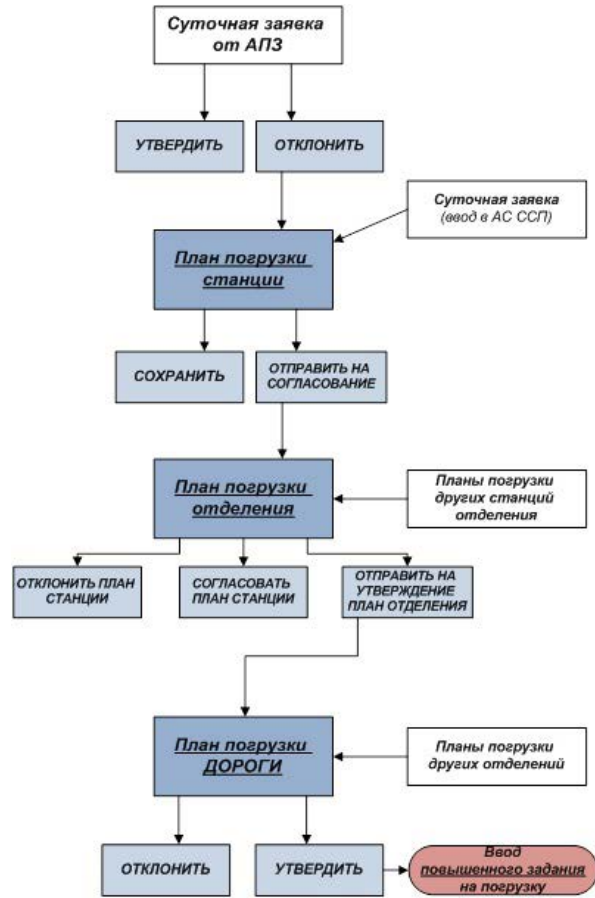 Суточная заявка
от АПЗ
УТВЕРДИТЬ
ОТКЛОНИТЬ
Суточная заявка
(ввод в АС ССП)
План погрузки
станции
СОХРАНИТЬ
ОТПРАВИТЬ НА
СОГЛАСОВАНИЕ
План погрузки
отделения
Планы погрузки
других станций
отделения
ОТКЛОНИТЬ ПЛАН
СТАНЦИИ
СОГЛАСОВАТЬ
ПЛАН СТАНЦИИ
ОТПРАВИТЬ НА
УТВЕРЖДЕНИЕ
ПЛАН ОТДЕЛЕНИЯ
План погрузки
ДОРОГИ
Планы погрузки
других отделений
ОТКЛОНИТЬ
УТВЕРДИТЬ
Ввод
повышенного задания
на погрузку